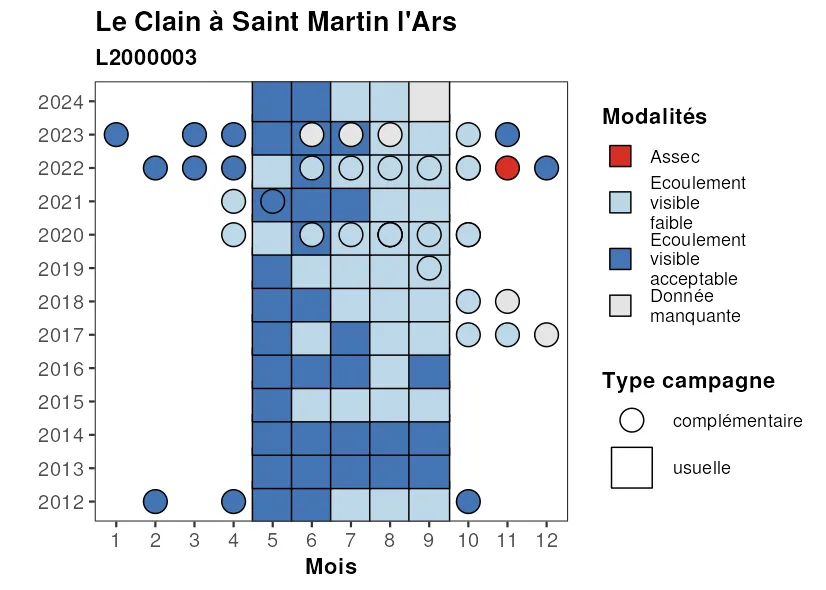 Le Clain à Saint Martin l'Ars
L2000003
2024
2023
2022
2021
2020
2019
2018
2017
2016
2015
2014
2013
2012
1 2 3 4 5 6 7 8 9 10 11 12
Mois
Modalités
Assec
Ecoulement
visible
faible
Ecoulement
visible
acceptable
Donnée
manquante
Type campagne
complémentaire
usuelle